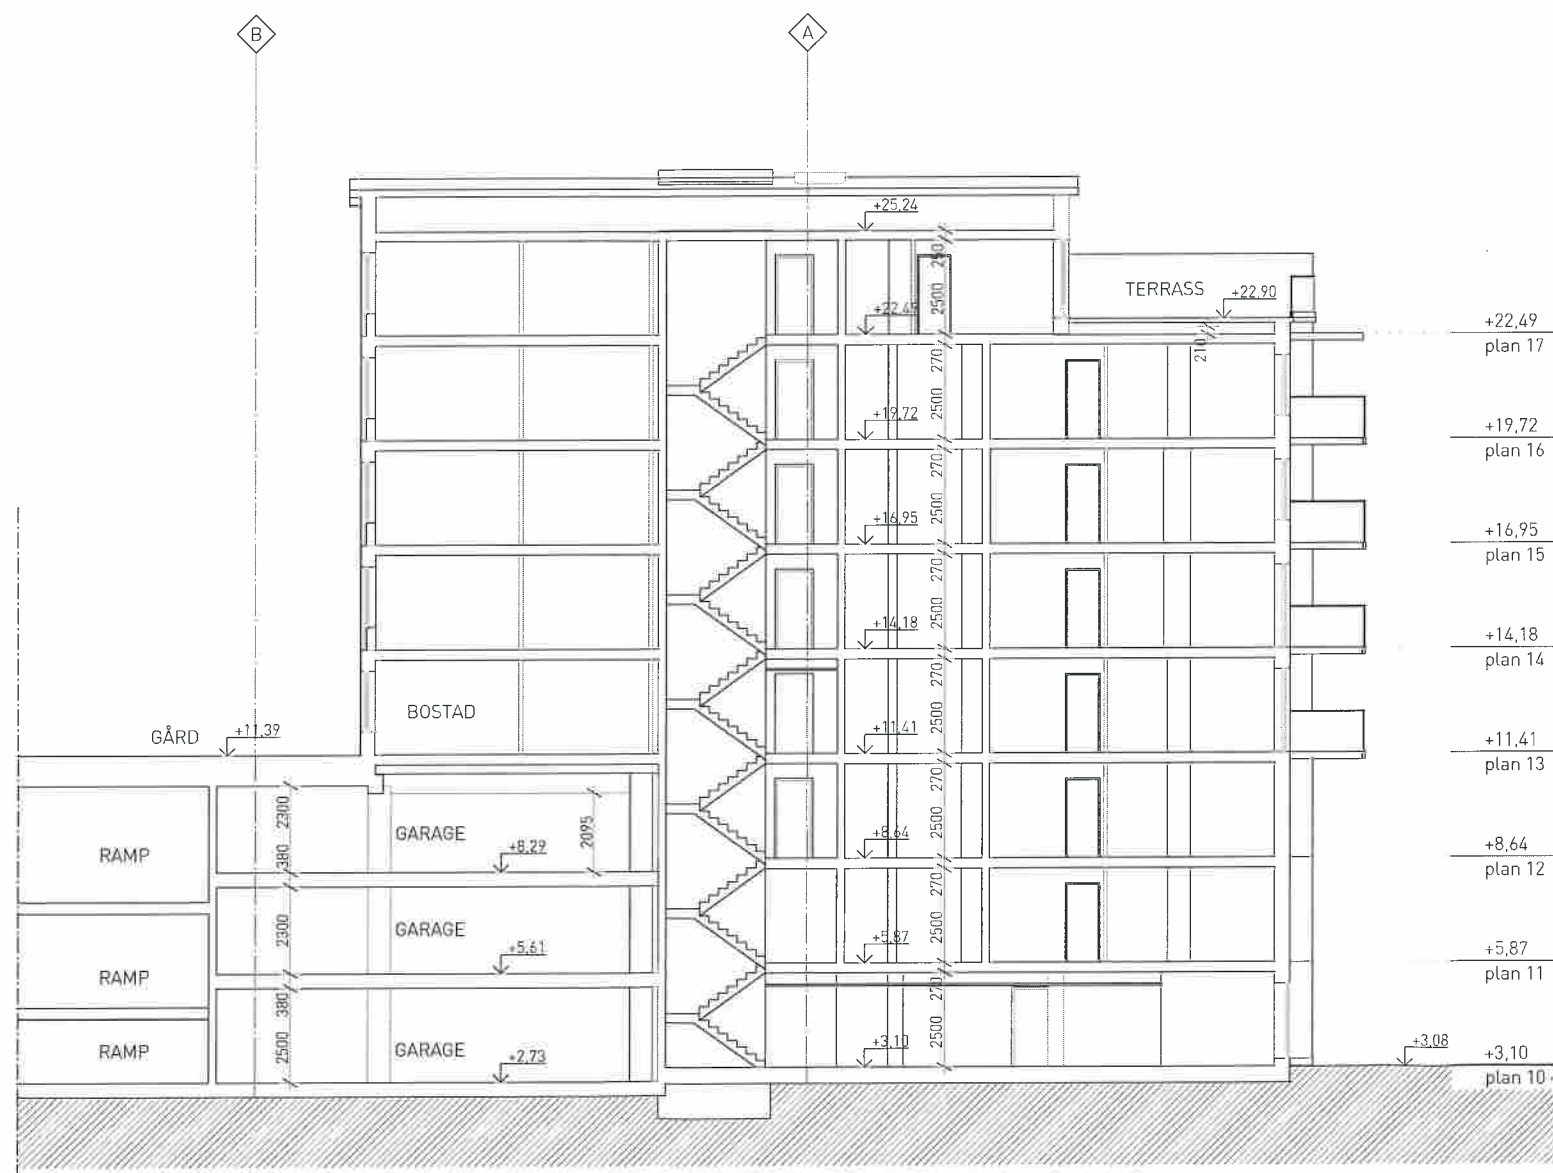 B
A
+25,24
250
2500
TERRASS
+22,90
+22,49
+22,49
plan 17
210
270
2500
+19,72
+19,72
plan 16
270
2500
+16,95
+16,95
plan 15
270
2500
+14,18
+14,18
plan 14
270
2500
BOSTAD
GÅRD
+11,39
+11,41
+11,41
plan 13
270
2500
2300
380
2095
GARAGE
RAMP
+8,29
+8,64
+8,64
plan 12
270
2500
2300
GARAGE
RAMP
+5,61
+5,87
+5,87
plan 11
270
2500
380
2500
GARAGE
RAMP
+2,73
+3,10
+3,08
+3,10
plan 10